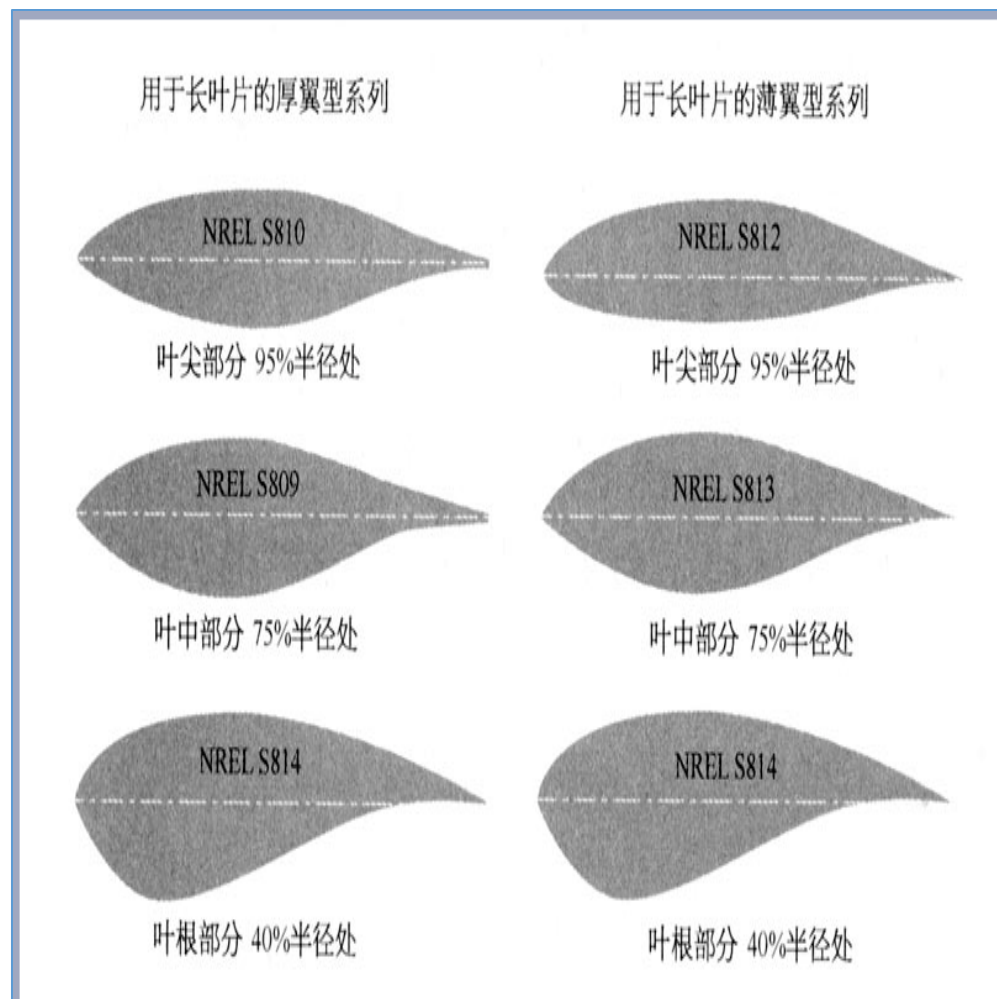 用于长叶片的厚翼型系列
用于长叶片的薄翼型系列
NREL S810
NREL S812
叶尖部分 95%半径处
叶尖部分 95%半径处
NREL S809
NREL S813
叶中部分 75%半径处
叶中部分 75%半径处
NREL S814
NREL S814
叶根部分 40%半径处
叶根部分 40%半径处